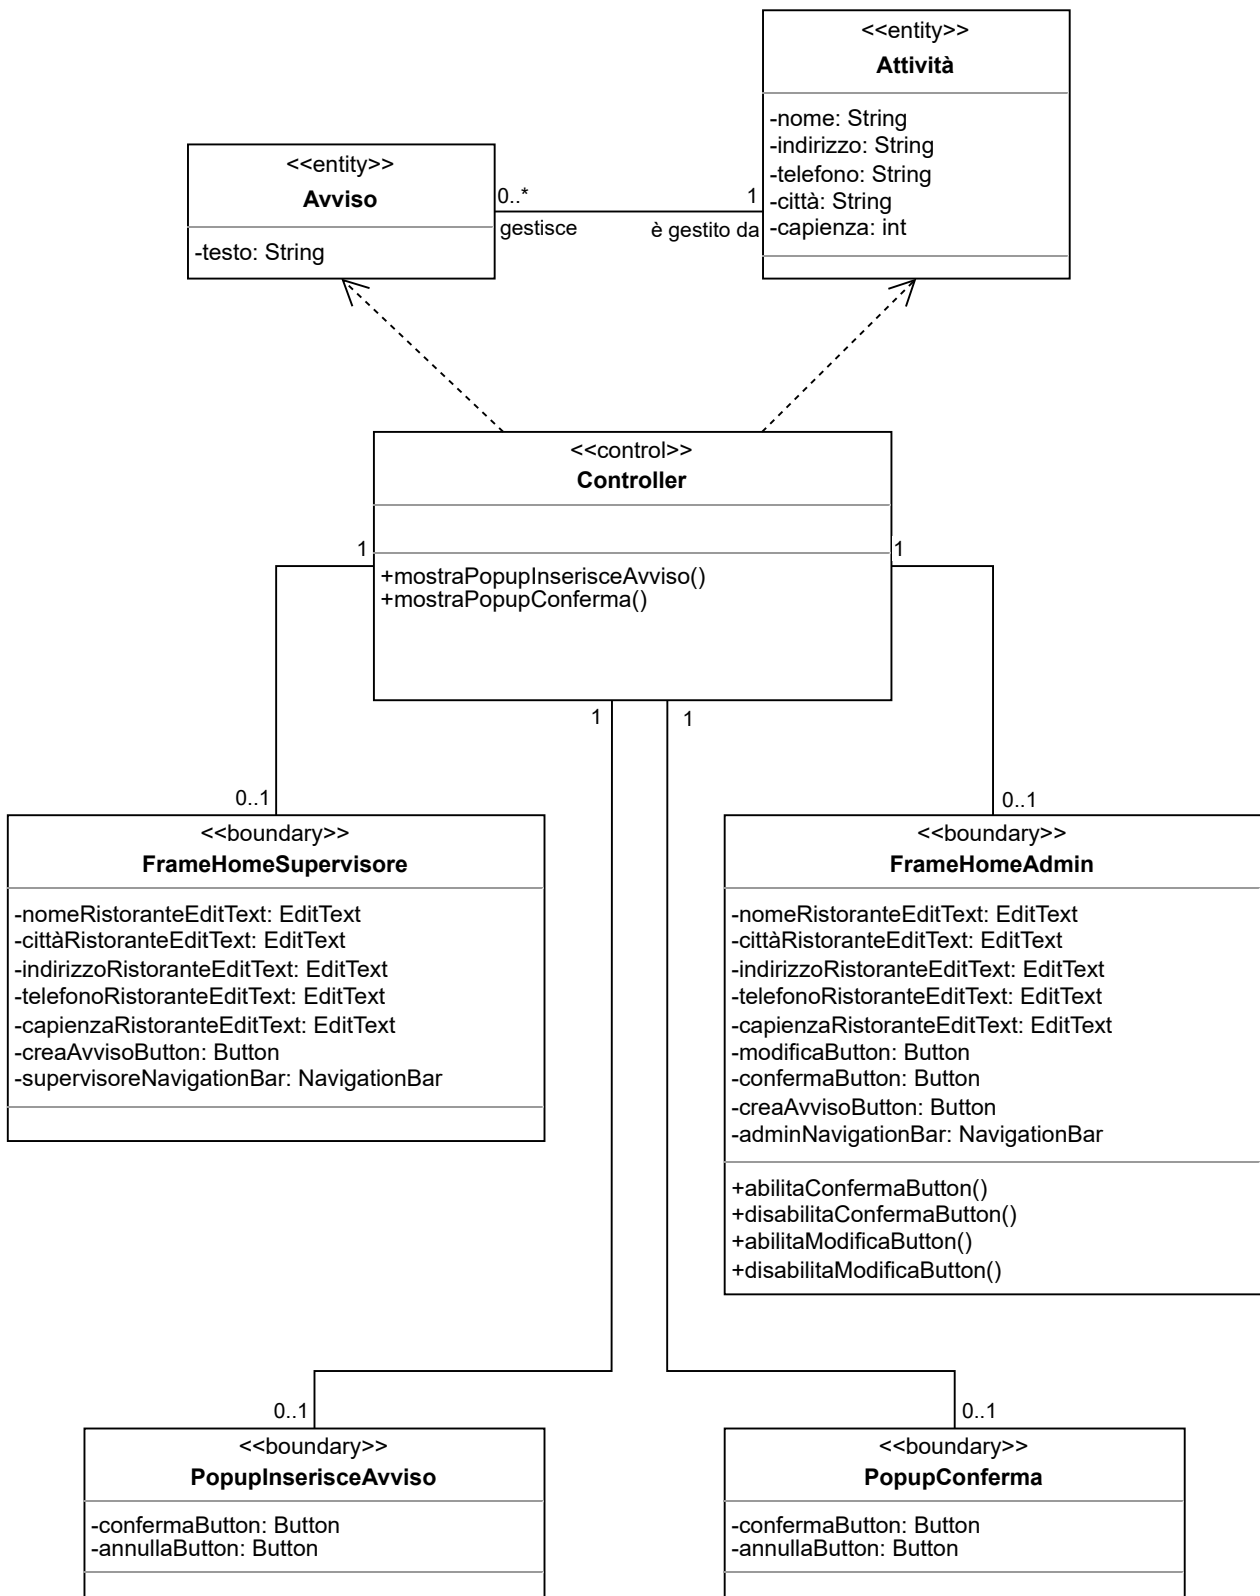 <<entity>>
Attività
-nome: String
-indirizzo: String
-telefono: String
-città: String
-capienza: int
<<entity>>
Avviso
-testo: String
0..*
1
gestisce
è gestito da
<<control>>
Controller
+mostraPopupInserisceAvviso()
+mostraPopupConferma()
1
1
1
1
0..1
0..1
<<boundary>>
FrameHomeSupervisore
-nomeRistoranteEditText: EditText
-cittàRistoranteEditText: EditText
-indirizzoRistoranteEditText: EditText
-telefonoRistoranteEditText: EditText
-capienzaRistoranteEditText: EditText
-creaAvvisoButton: Button
-supervisoreNavigationBar: NavigationBar
<<boundary>>
FrameHomeAdmin
-nomeRistoranteEditText: EditText
-cittàRistoranteEditText: EditText
-indirizzoRistoranteEditText: EditText
-telefonoRistoranteEditText: EditText
-capienzaRistoranteEditText: EditText
-modificaButton: Button
-confermaButton: Button
-creaAvvisoButton: Button
-adminNavigationBar: NavigationBar
+abilitaConfermaButton()
+disabilitaConfermaButton()
+abilitaModificaButton()
+disabilitaModificaButton()
0..1
0..1
<<boundary>>
PopupInserisceAvviso
-confermaButton: Button
-annullaButton: Button
<<boundary>>
PopupConferma
-confermaButton: Button
-annullaButton: Button